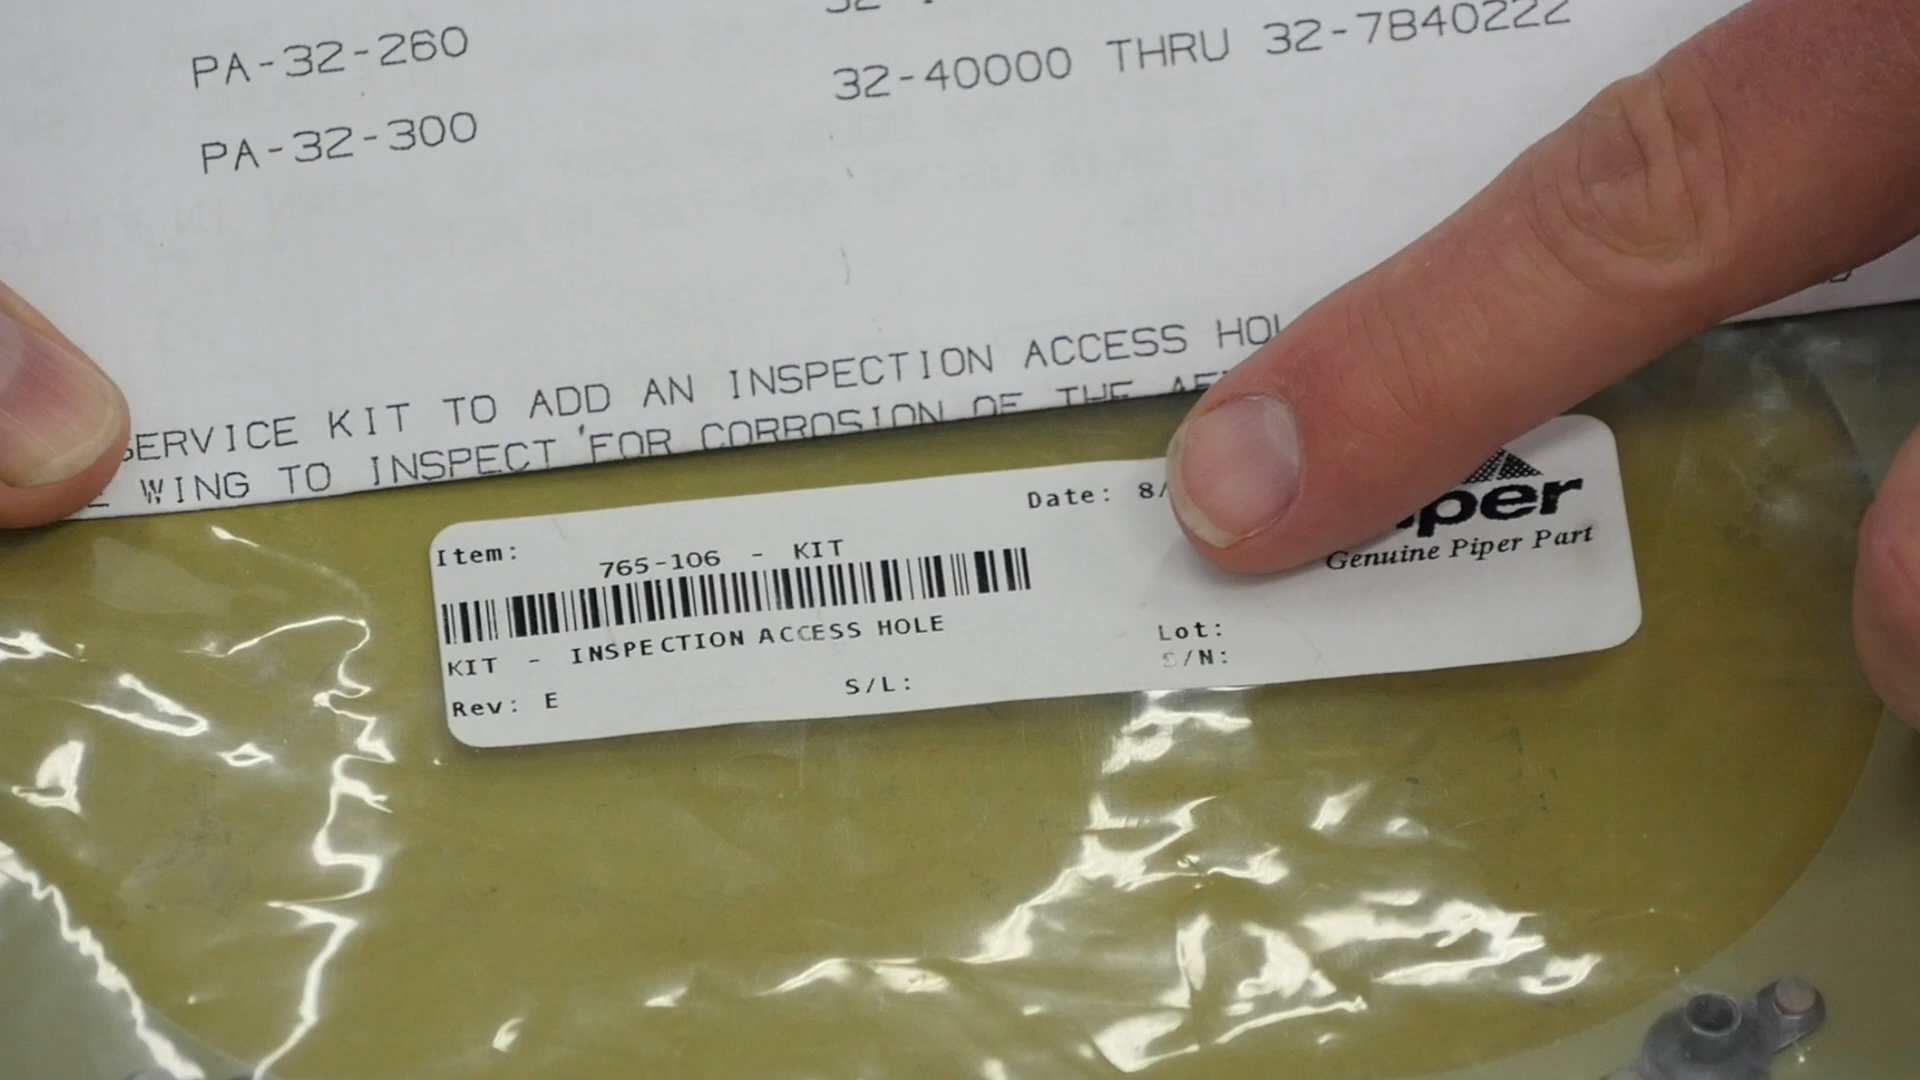 PA-32-260
32-40000 THRU 32-7840222
PA-32-300
SERVICE KIT TO ADD AN INSPECTION ACCESS
WING TO INSPECT FOR CORROSION OF THE
Item: 765-106 - KIT
Date: 8/
KIT - INSPECTION ACCESS HOLE
Rev: E
S/L:
Lot:
S/N:
Genuine Piper Part